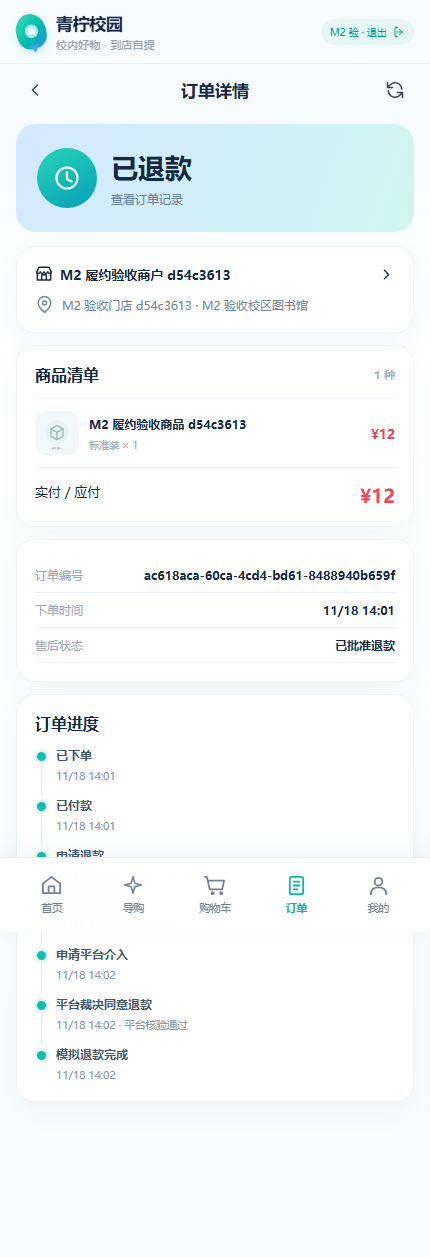 青柠校园
校内好物 · 到店自提
M2 验 · 退出
订单详情
已退款
查看订单记录
M2 履约验收商户 d54c3613
M2 验收门店 d54c3613 · M2 验收校区图书馆
商品清单
1 种
M2 履约验收商品 d54c3613
标准装 × 1
¥12
实付 / 应付
¥12
订单编号
ac618aca-60ca-4cd4-bd61-8488940b659f
下单时间
11/18 14:01
售后状态
已批准退款
订单进度
已下单
11/18 14:01
已付款
11/18 14:01
申请退款
首页
导购
购物车
订单
我的
申请平台介入
11/18 14:02
平台裁决同意退款
11/18 14:02 · 平台核验通过
模拟退款完成
11/18 14:02